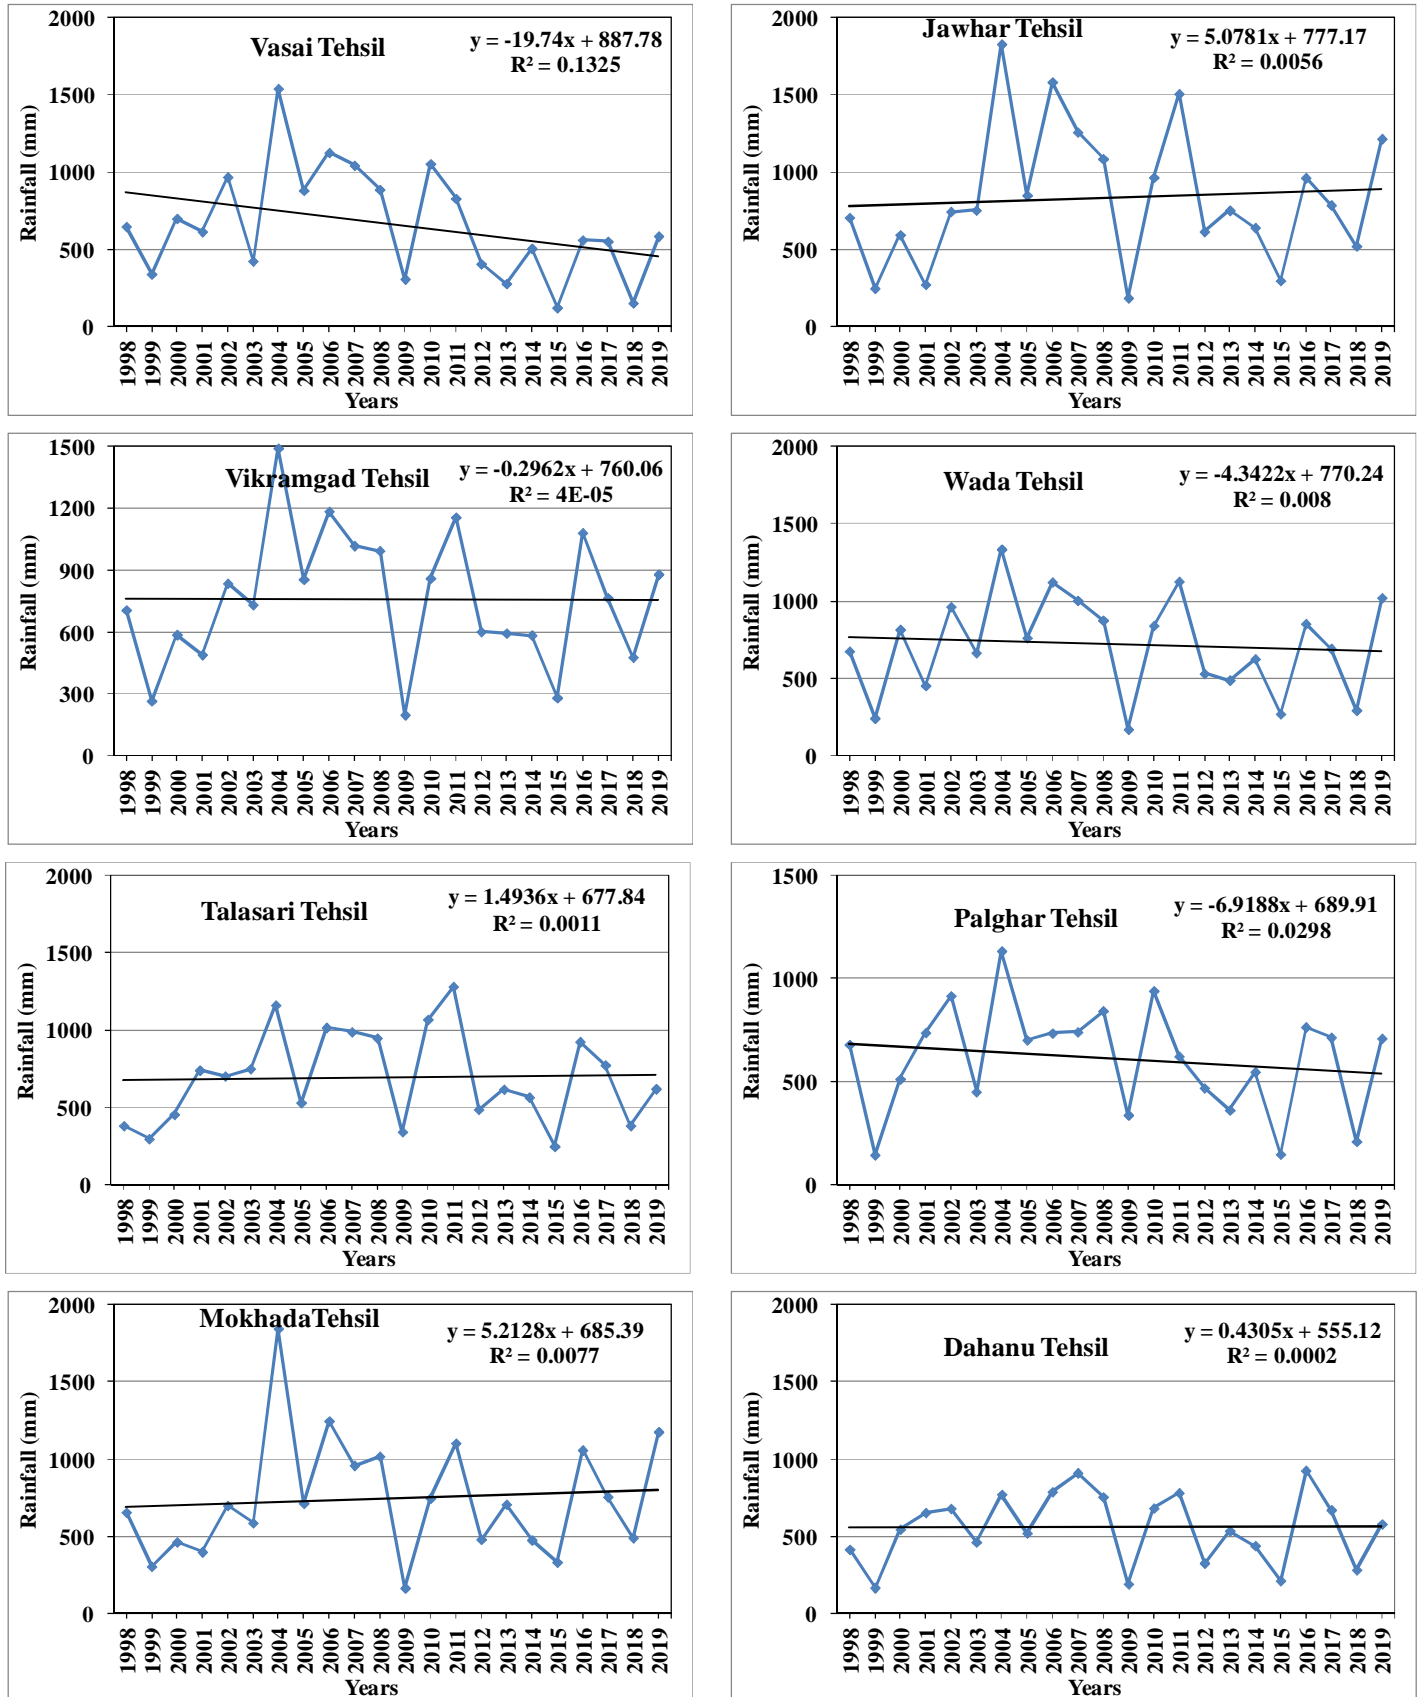 Vasai Tehsil
y = -19.74x + 887.78
R² = 0.1325
Rainfall (mm)
2000
1500
1000
500
0
1998 1999 2000 2001 2002 2003 2004 2005 2006 2007 2008 2009 2010 2011 2012 2013 2014 2015 2016 2017 2018 2019
Years
Jawhar Tehsil
y = 5.0781x + 777.17
R² = 0.0056
Rainfall (mm)
2000
1500
1000
500
0
1998 1999 2000 2001 2002 2003 2004 2005 2006 2007 2008 2009 2010 2011 2012 2013 2014 2015 2016 2017 2018 2019
Years
Vikramgad Tehsil
y = -0.2962x + 760.06
R² = 4E-05
Rainfall (mm)
1500
1200
900
600
300
0
1998 1999 2000 2001 2002 2003 2004 2005 2006 2007 2008 2009 2010 2011 2012 2013 2014 2015 2016 2017 2018 2019
Years
Wada Tehsil
y = -4.3422x + 770.24
R² = 0.008
Rainfall (mm)
2000
1500
1000
500
0
1998 1999 2000 2001 2002 2003 2004 2005 2006 2007 2008 2009 2010 2011 2012 2013 2014 2015 2016 2017 2018 2019
Years
Talasari Tehsil
y = 1.4936x + 677.84
R² = 0.0011
Rainfall (mm)
2000
1500
1000
500
0
1998 1999 2000 2001 2002 2003 2004 2005 2006 2007 2008 2009 2010 2011 2012 2013 2014 2015 2016 2017 2018 2019
Years
Palghar Tehsil
y = -6.9188x + 689.91
R² = 0.0298
Rainfall (mm)
1500
1000
500
0
1998 1999 2000 2001 2002 2003 2004 2005 2006 2007 2008 2009 2010 2011 2012 2013 2014 2015 2016 2017 2018 2019
Years
MokhadaTehsil
y = 5.2128x + 685.39
R² = 0.0077
Rainfall (mm)
2000
1500
1000
500
0
1998 1999 2000 2001 2002 2003 2004 2005 2006 2007 2008 2009 2010 2011 2012 2013 2014 2015 2016 2017 2018 2019
Years
Dahanu Tehsil
y = 0.4305x + 555.12
R² = 0.0002
Rainfall (mm)
2000
1500
1000
500
0
1998 1999 2000 2001 2002 2003 2004 2005 2006 2007 2008 2009 2010 2011 2012 2013 2014 2015 2016 2017 2018 2019
Years